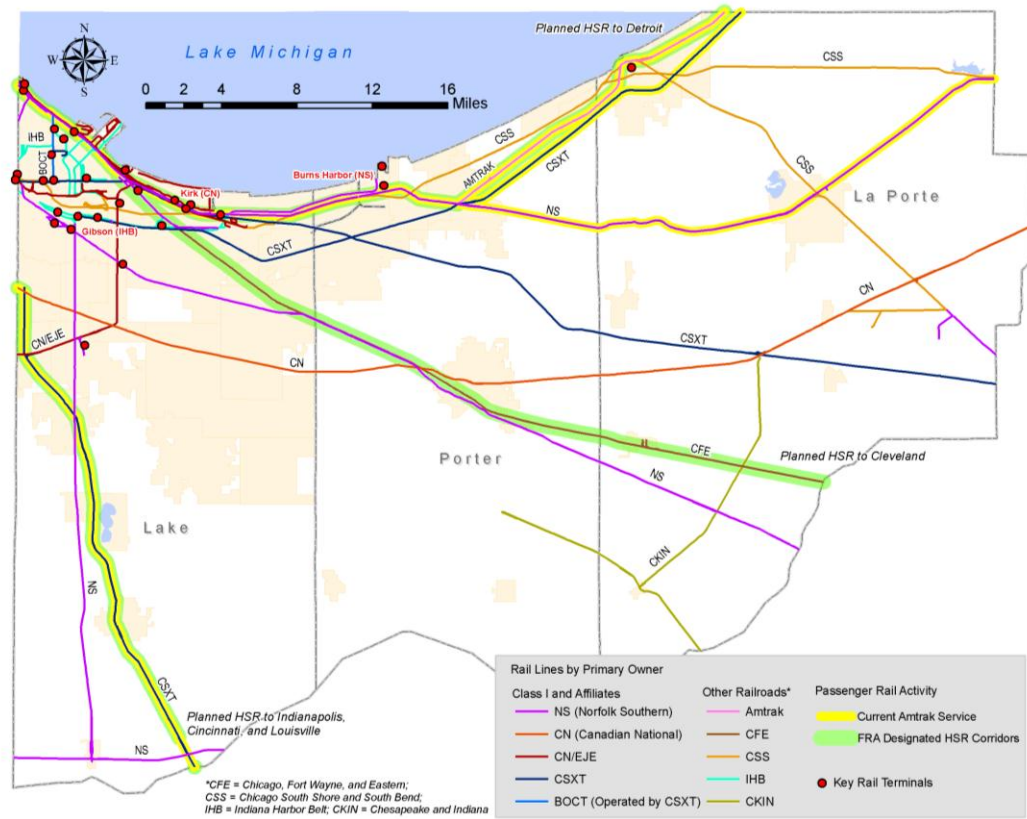 Planned HSR to Detroit
N
W E
S
Lake Michigan
0 2 4 8 12 16
Miles
CSS
CSS
IHB
BOCT
CSXT
AMTRAK
CSS
Burns Harbor (NS)
Kirk (CN)
La Porte
NS
Gibson (IHB)
CSXT
CN
CN/EJE
CSXT
CN
Planned HSR to Cleveland
CFE
Porter
NS
Lake
CKIN
NS
CSXT
Planned HSR to Indianapolis,
Cincinnati, and Louisville
NS
*CFE = Chicago, Fort Wayne, and Eastern;
CSS = Chicago South Shore and South Bend;
IHB = Indiana Harbor Belt; CKIN = Chesapeake and Indiana
Rail Lines by Primary Owner
Class I and Affiliates
NS (Norfolk Southern)
CN (Canadian National)
CN/EJE
CSXT
BOCT (Operated by CSXT)
Other Railroads*
Amtrak
CFE
CSS
IHB
CKIN
Passenger Rail Activity
Current Amtrak Service
FRA Designated HSR Corridors
Key Rail Terminals